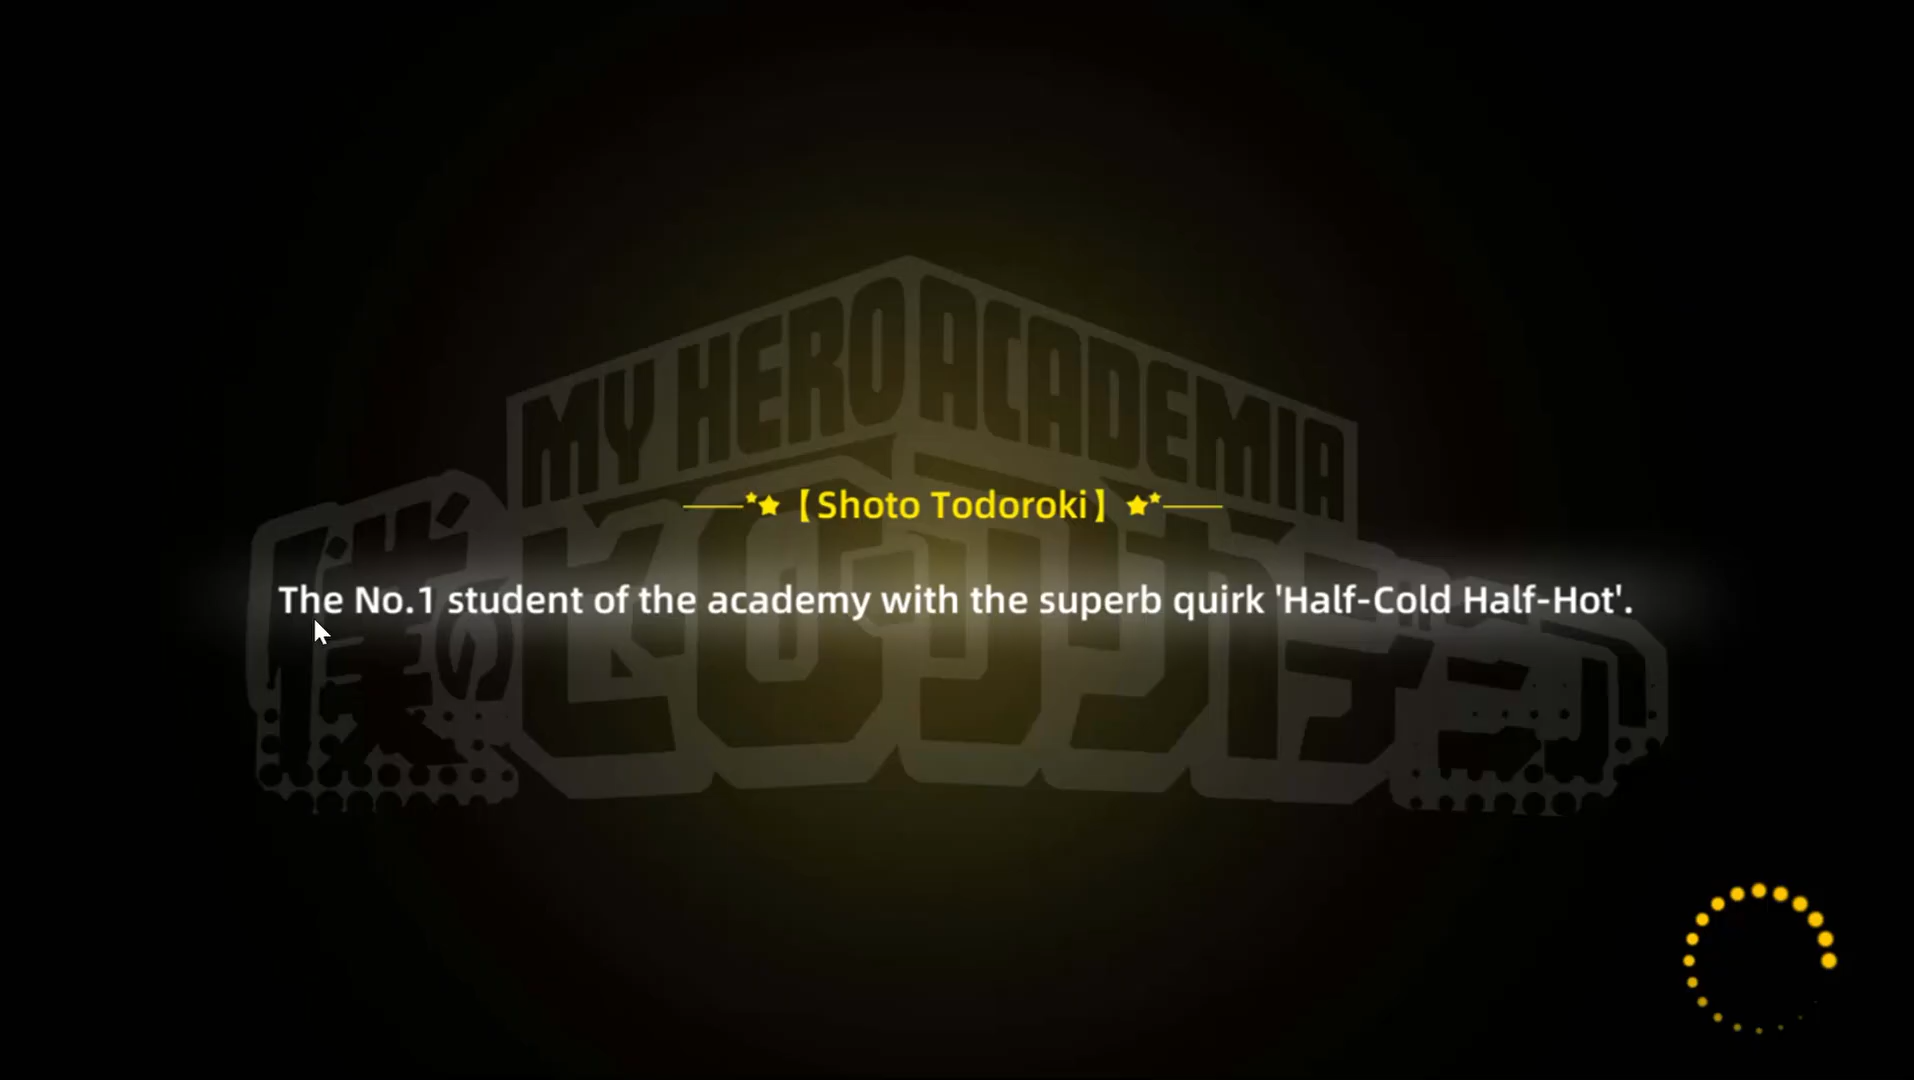 MY HERO ACADEMIA
【Shoto Todoroki】
僕のヒーローアカデミア
The No.1 student of the academy with the superb quirk 'Half-Cold Half-Hot'.